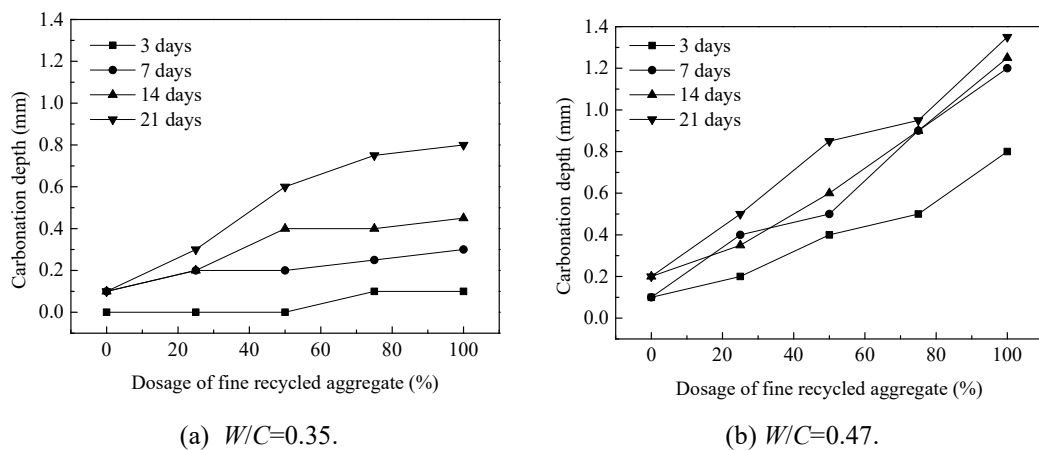 1.4
1.2
1.0
0.8
0.6
0.4
0.2
0.0
Carbonation depth (mm)
3 days
7 days
14 days
21 days
0 20 40 60 80 100
Dosage of fine recycled aggregate (%)
(a) W/C=0.35.
1.4
1.2
1.0
0.8
0.6
0.4
0.2
0.0
Carbonation depth (mm)
3 days
7 days
14 days
21 days
0 20 40 60 80 100
Dosage of fine recycled aggregate (%)
(b) W/C=0.47.